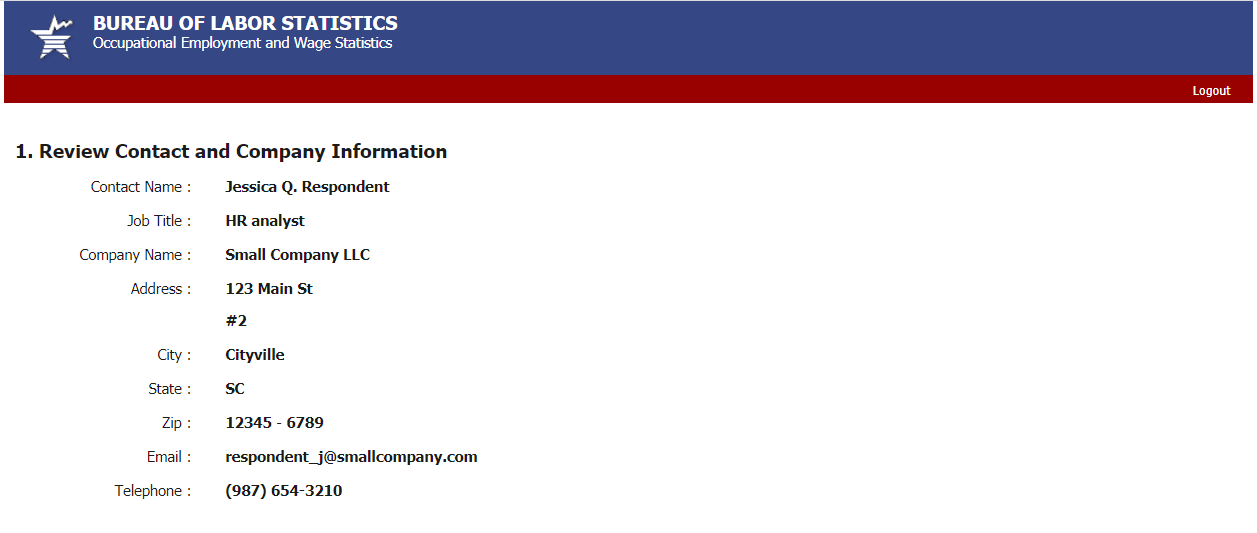 BUREAU OF LABOR STATISTICS
Occupational Employment and Wage Statistics
Logout
1. Review Contact and Company Information
Contact Name : Jessica Q. Respondent
Job Title : HR analyst
Company Name : Small Company LLC
Address : 123 Main St
#2
City : Cityville
State : SC
Zip : 12345 - 6789
Email : respondent_j@smallcompany.com
Telephone : (987) 654-3210